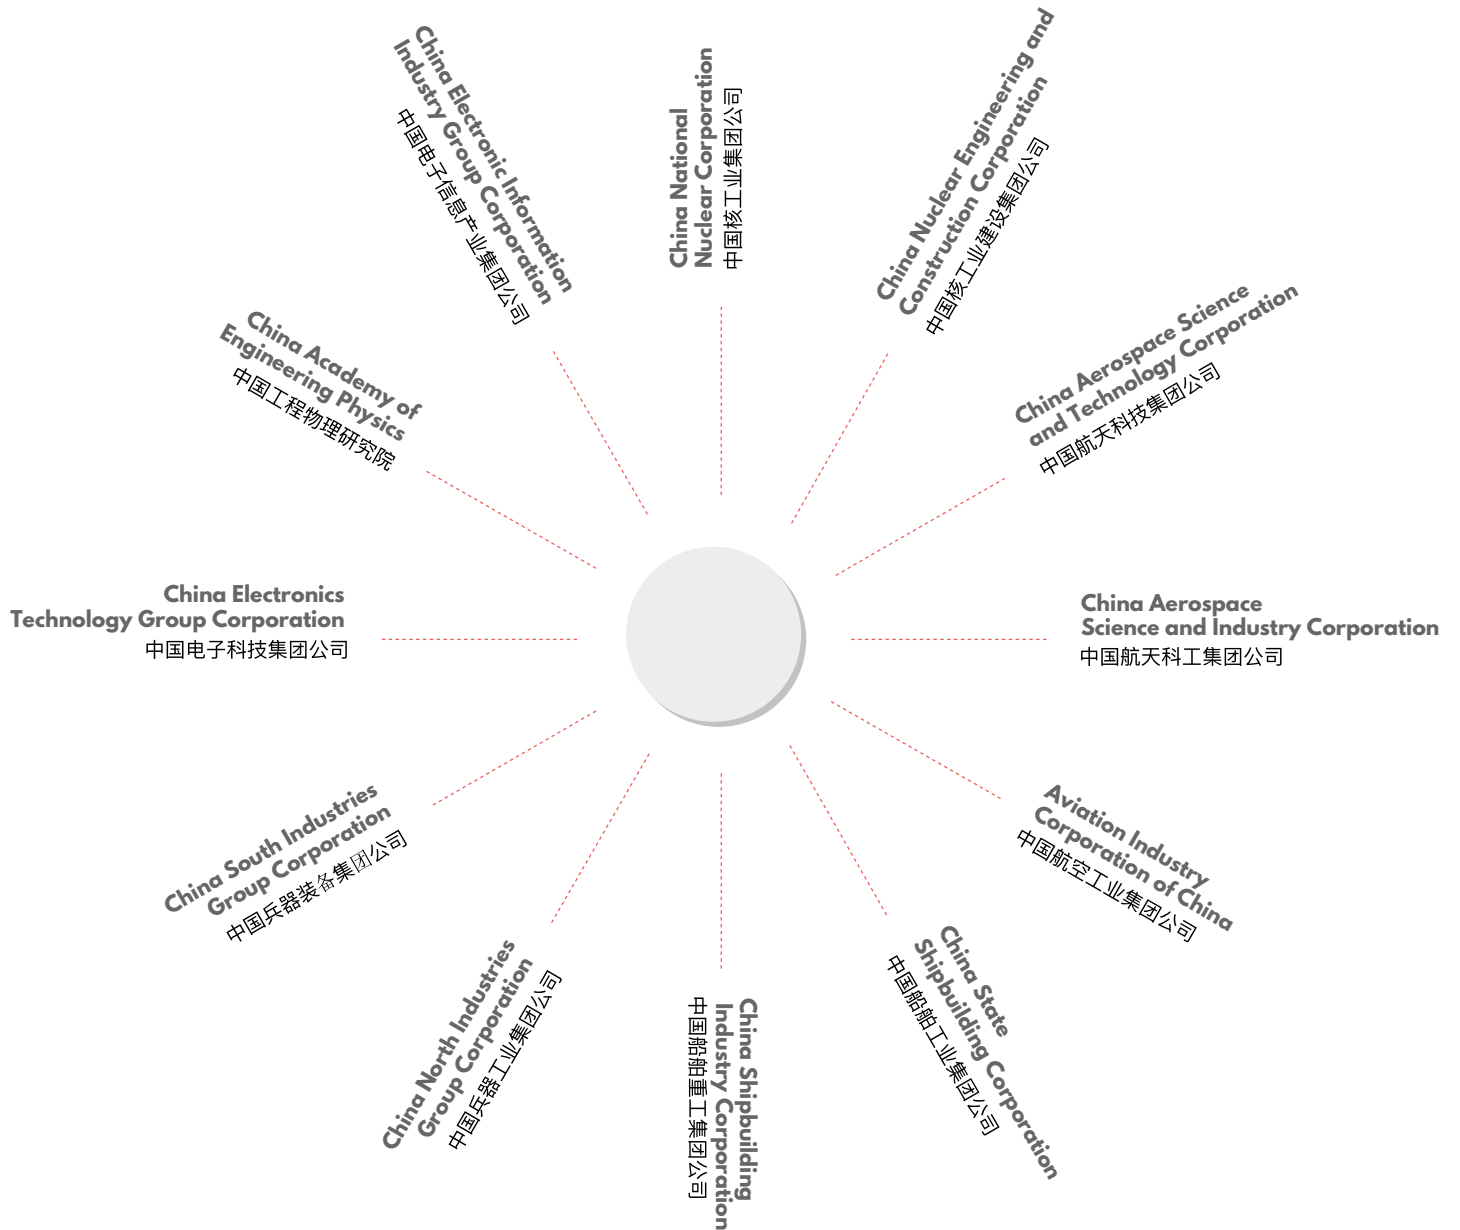 China National
Nuclear Corporation
中国核工业集团公司
China Nuclear Engineering and
Construction Corporation
中国核工业建设集团公司
China Aerospace Science
and Technology Corporation
中国航天科技集团公司
China Aerospace
Science and Industry Corporation
中国航天科工集团公司
Aviation Industry
Corporation of China
中国航空工业集团公司
China State
Shipbuilding Corporation
中国船舶工业集团公司
China Shipbuilding
Industry Corporation
中国船舶重工集团公司
China North Industries
Group Corporation
中国兵器工业集团公司
China South Industries
Group Corporation
中国兵器装备集团公司
China Electronics
Technology Group Corporation
中国电子科技集团公司
China Academy of
Engineering Physics
中国工程物理研究院
China Electronic Information
Industry Group Corporation
中国电子信息产业集团公司